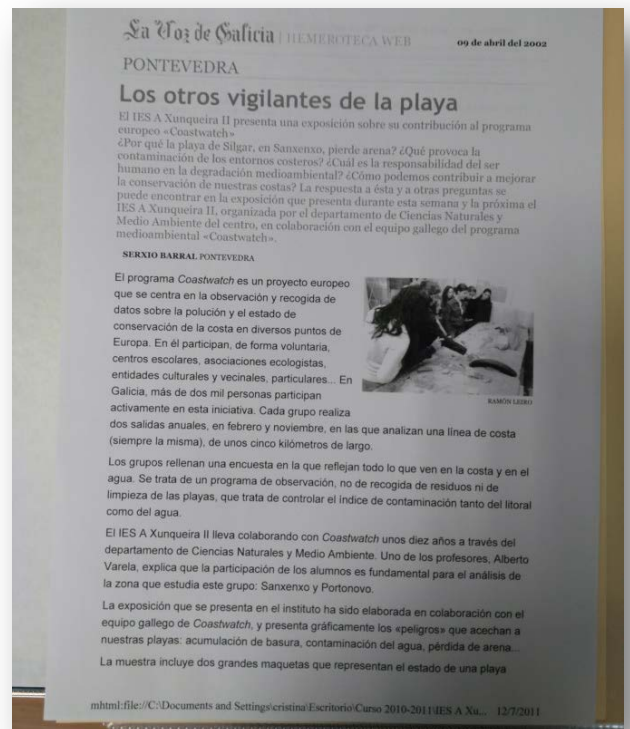 La Voz de Galicia | HEMEROTECA WEB
09 de abril del 2002
PONTEVEDRA
Los otros vigilantes de la playa
El IES A Xunqueira II presenta una exposición sobre su contribución al programa
europeo «Coastwatch»
¿Por qué la playa de Silgar, en Sanxenxo, pierde arena? ¿Qué provoca la
contaminación de los entornos costeros? ¿Cuál es la responsabilidad del ser
humano en la degradación medioambiental? ¿Cómo podemos contribuir a mejorar
la conservación de nuestras costas? La respuesta a ésta y a otras preguntas se
puede encontrar en la exposición que presenta durante esta semana y la próxima el
IES A Xunqueira II, organizada por el departamento de Ciencias Naturales y
Medio Ambiente del centro, en colaboración con el equipo gallego del programa
medioambiental «Coastwatch».
SERXIO BARRAL PONTEVEDRA
El programa Coastwatch es un proyecto europeo
que se centra en la observación y recogida de
datos sobre la polución y el estado de
conservación de la costa en diversos puntos de
Europa. En él participan, de forma voluntaria,
centros escolares, asociaciones ecologistas,
entidades culturales y vecinales, particulares... En
Galicia, más de dos mil personas participan
activamente en esta iniciativa. Cada grupo realiza
RAMÓN LEIRO
dos salidas anuales, en febrero y noviembre, en las que analizan una línea de costa
(siempre la misma), de unos cinco kilómetros de largo.
Los grupos rellenan una encuesta en la que reflejan todo lo que ven en la costa y en el
agua. Se trata de un programa de observación, no de recogida de residuos ni de
limpieza de las playas, que trata de controlar el índice de contaminación tanto del litoral
como del agua.
El IES A Xunqueira II lleva colaborando con Coastwatch unos diez años a través del
departamento de Ciencias Naturales y Medio Ambiente. Uno de los profesores, Alberto
Varela, explica que la participación de los alumnos es fundamental para el análisis de
la zona que estudia este grupo: Sanxenxo y Portonovo.
La exposición que se presenta en el instituto ha sido elaborada en colaboración con el
equipo gallego de Coastwatch, y presenta gráficamente los «peligros» que acechan a
nuestras playas: acumulación de basura, contaminación del agua, pérdida de arena...
La muestra incluye dos grandes maquetas que representan el estado de una playa
mhtml:file://C:\Documents and Settings\cristina\Escritorio\Curso 2010-2011\IES A Xu... 12/7/2011